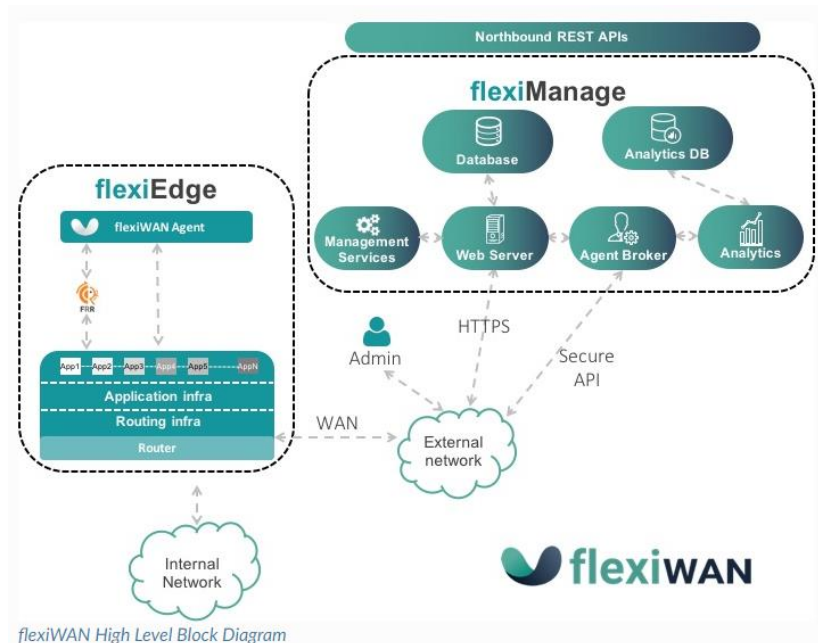 Northbound REST APIs
flexiManage
Database
Analytics DB
flexiEdge
flexiWAN Agent
Management
Services
Web Server
Agent Broker
Analytics
FRR
HTTPS
Admin
Secure
API
App1
App2
App3
App4
App5
AppN
Application infra
Routing infra
Router
WAN
External
network
Internal
Network
flexiWAN
flexiWAN High Level Block Diagram